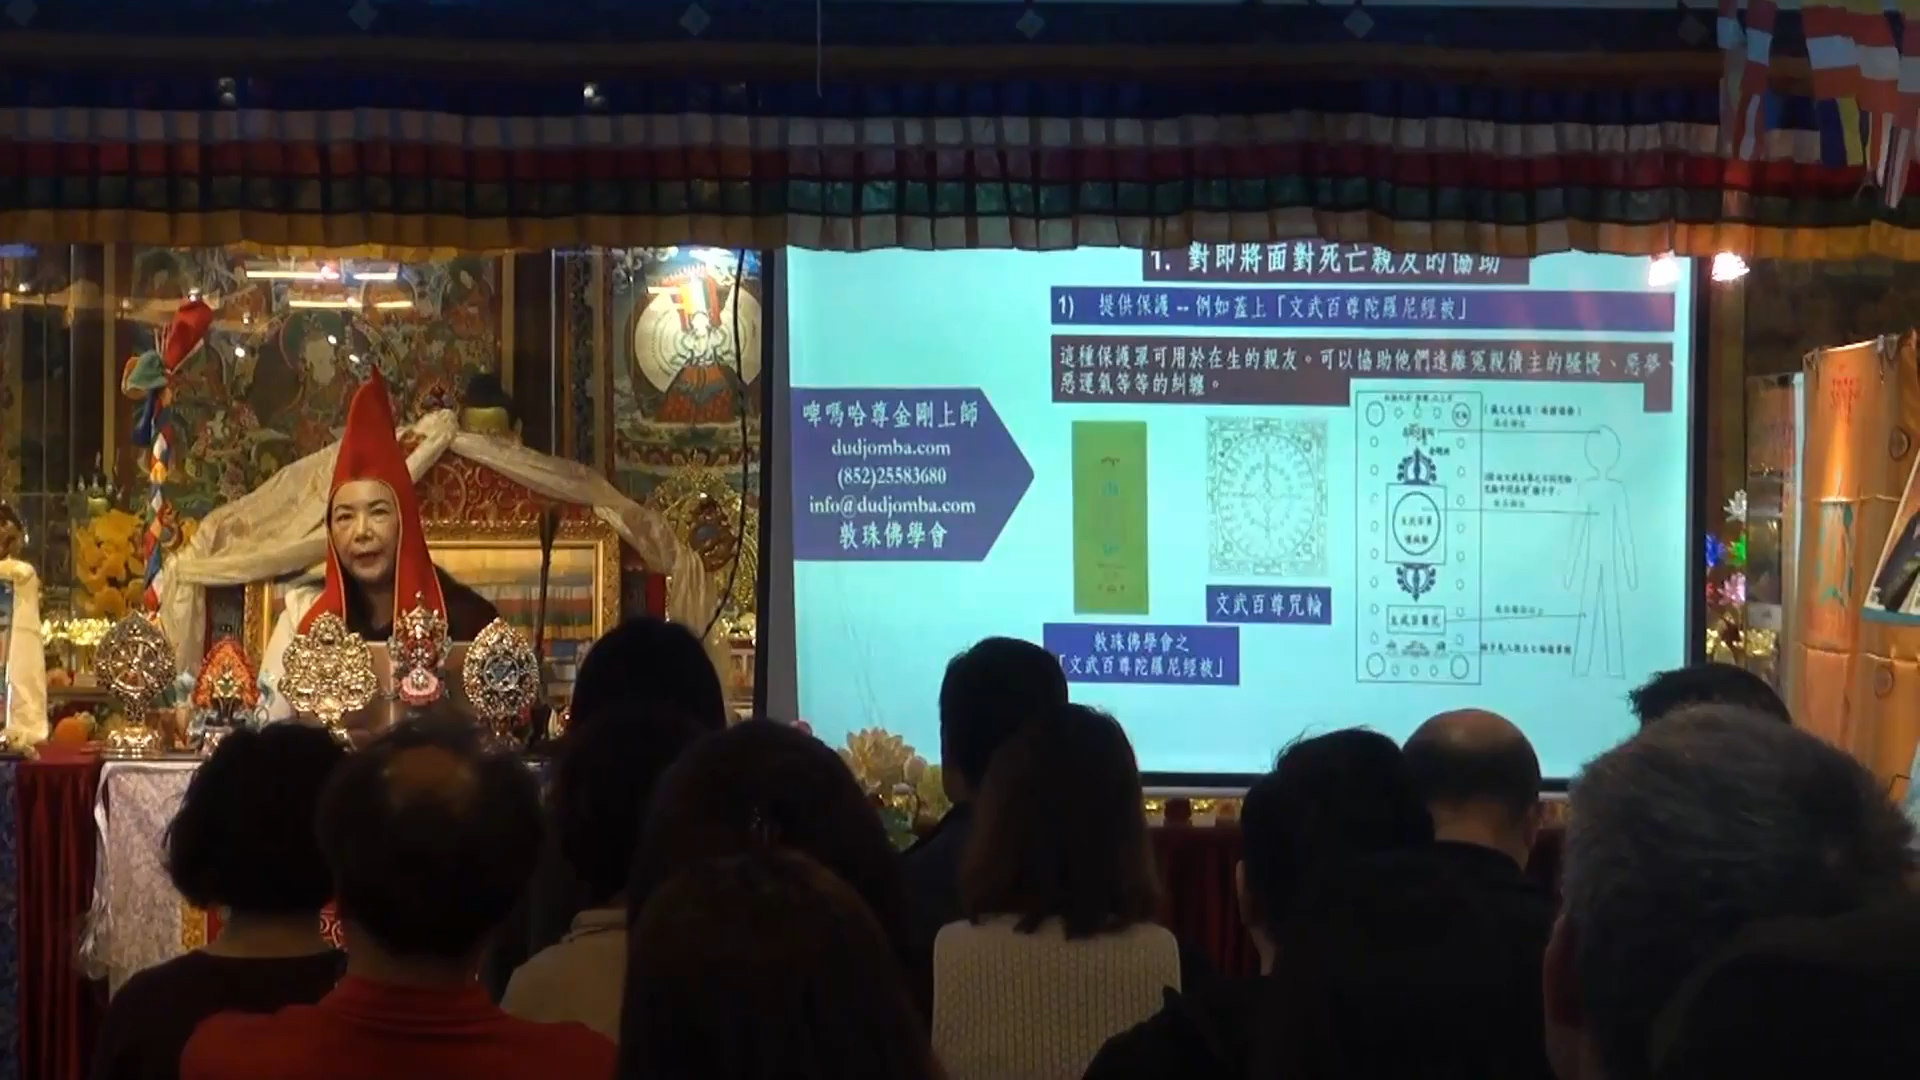 1. 對即將面對死亡親友的協助
1) 提供保護 -- 例如蓋上「文武百尊陀羅尼經被」
這種保護罩可用於在生的親友。可以協助他們遠離冤親債主的騷擾、惡夢、
惡運氣等等的糾纏。
啤嗎哈尊金剛上師
dudjomba.com
(852)25583680
info@dudjomba.com
敦珠佛學會
文武百尊咒輪
敦珠佛學會之
「文武百尊陀羅尼經被」